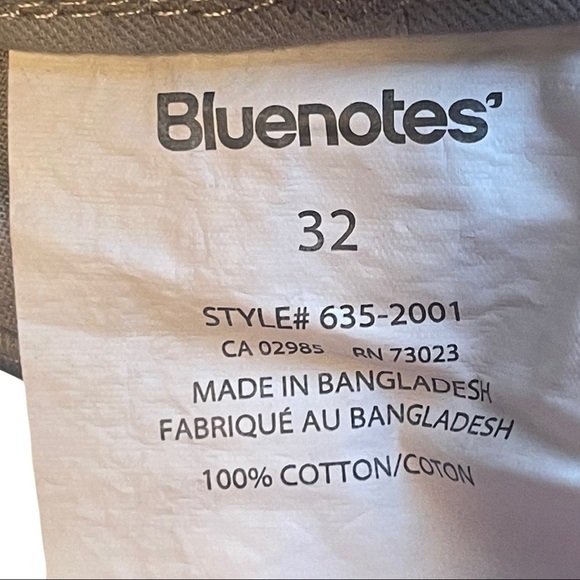 Bluenotes’
32
STYLE# 635-2001
CA 02985 RN 73023
MADE IN BANGLADESH
FABRIQUÉ AU BANGLADESH
100% COTTON/COTON